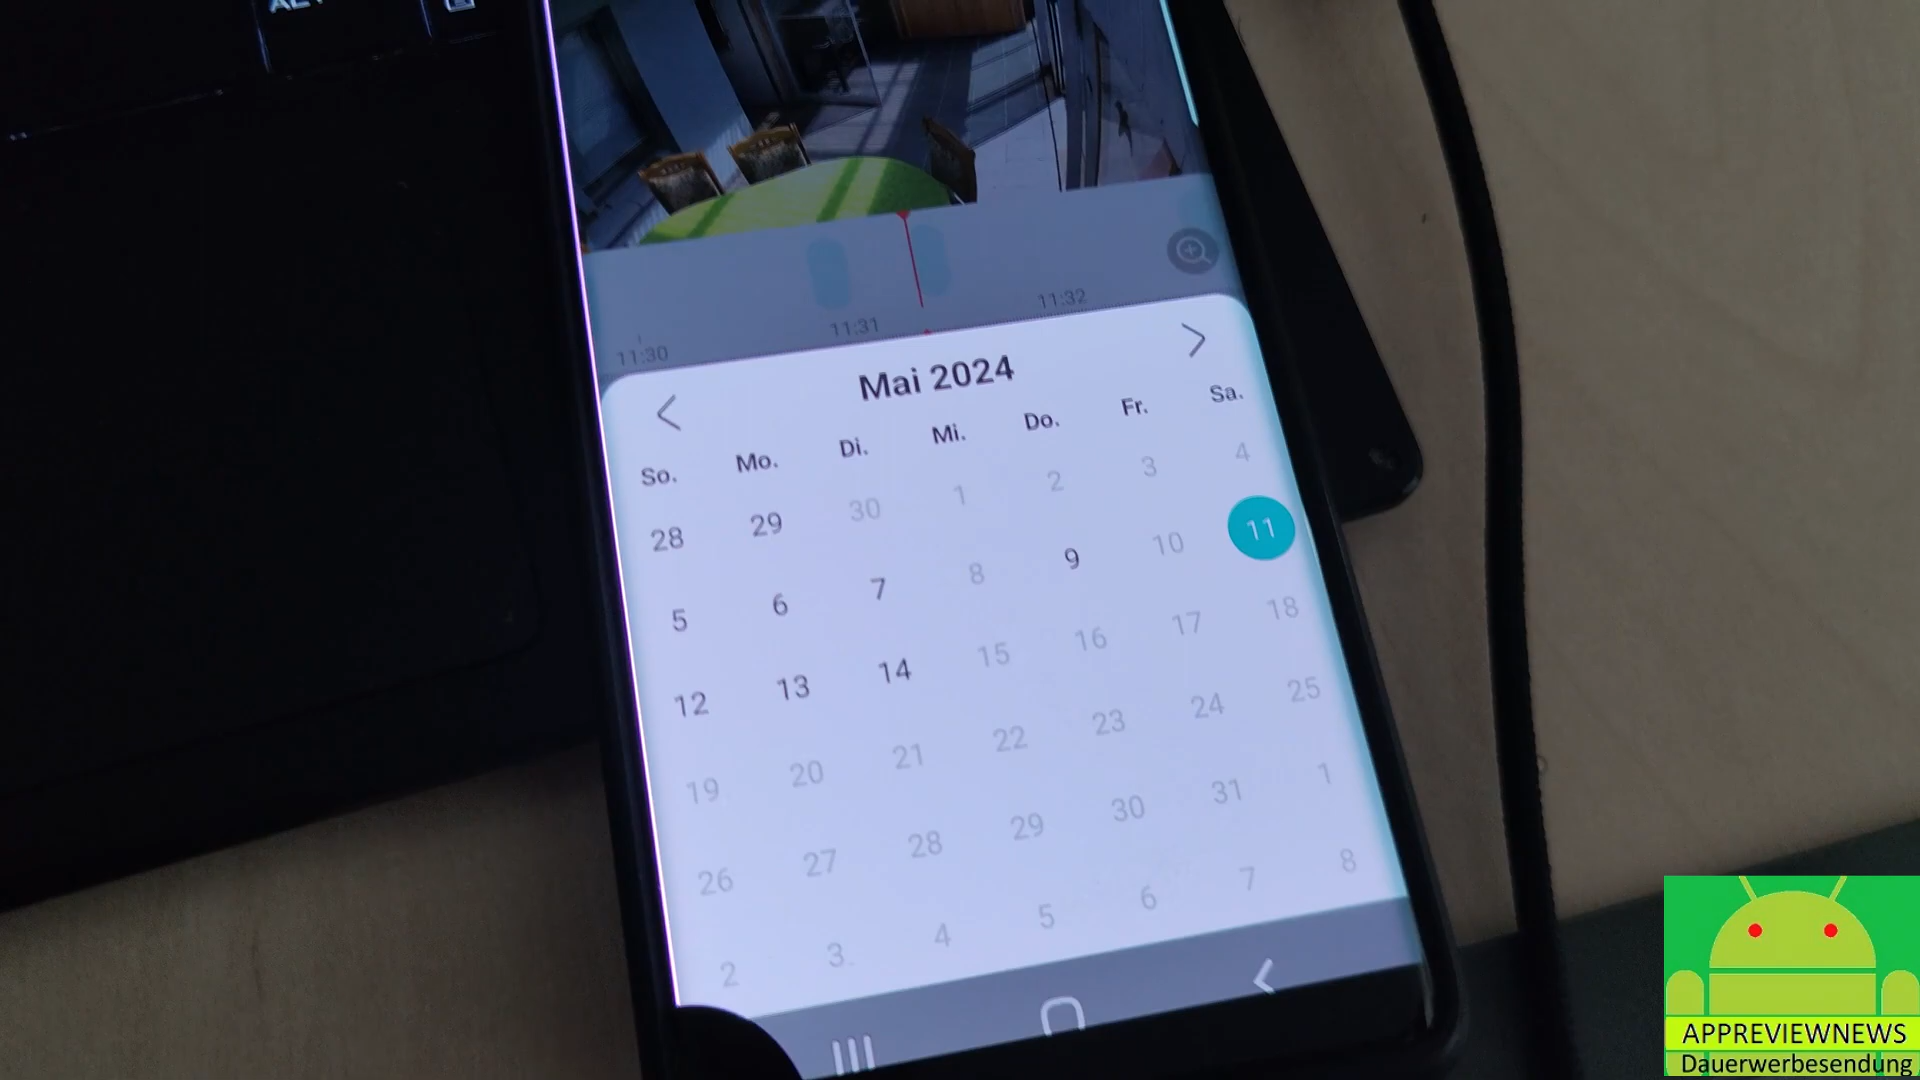 11:30 11:31 11:32
Mai 2024
So. Mo. Di. Mi. Do. Fr. Sa.
28 29 30 1 2 3 4
5 6 7 8 9 10 11
12 13 14 15 16 17 18
19 20 21 22 23 24 25
26 27 28 29 30 31 1
2 3 4 5 6 7 8
APPREVIEWNEWS
Dauerwerbesendung